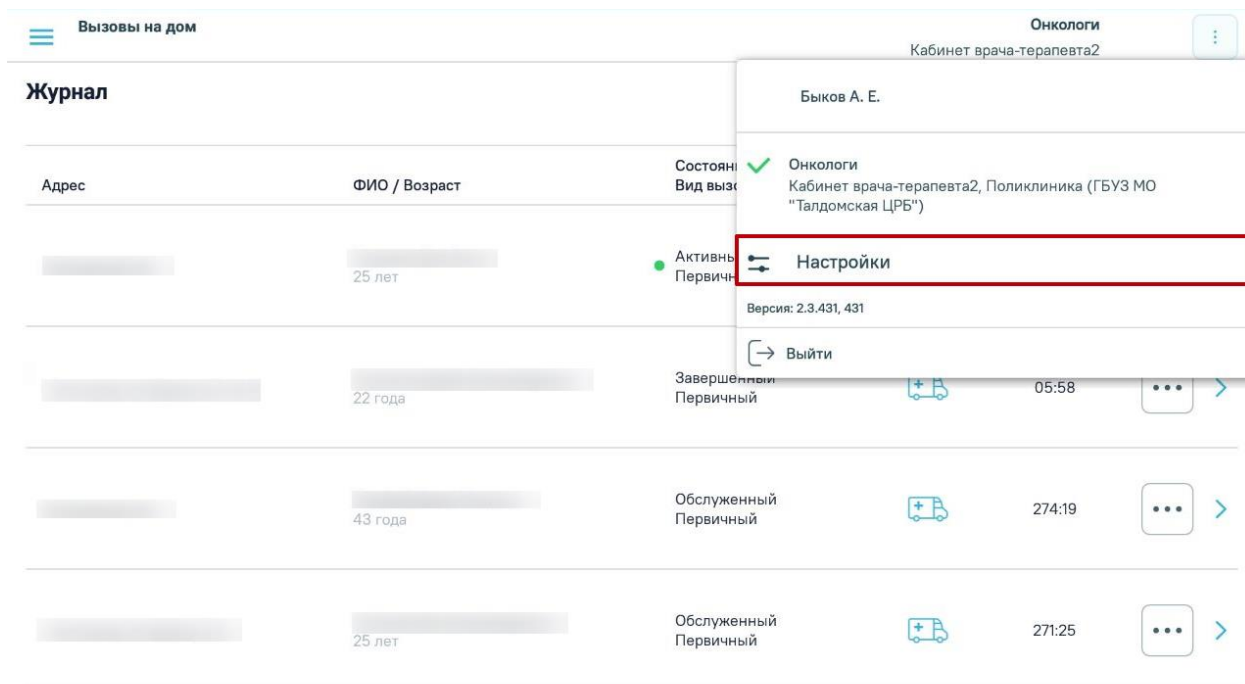 Вызовы на дом
Онкологи
Кабинет врача-терапевта2
Журнал
Быков А. Е.
Онкологи
Кабинет врача-терапевта2, Поликлиника (ГБУЗ МО
"Талдомская ЦРБ")
Настройки
Версия: 2.3.431, 431
Выйти
Адрес
ФИО / Возраст
25 лет
Первичный
22 года
Завершенный
Первичный
05:58
43 года
Обслуженный
Первичный
274:19
25 лет
Обслуженный
Первичный
271:25